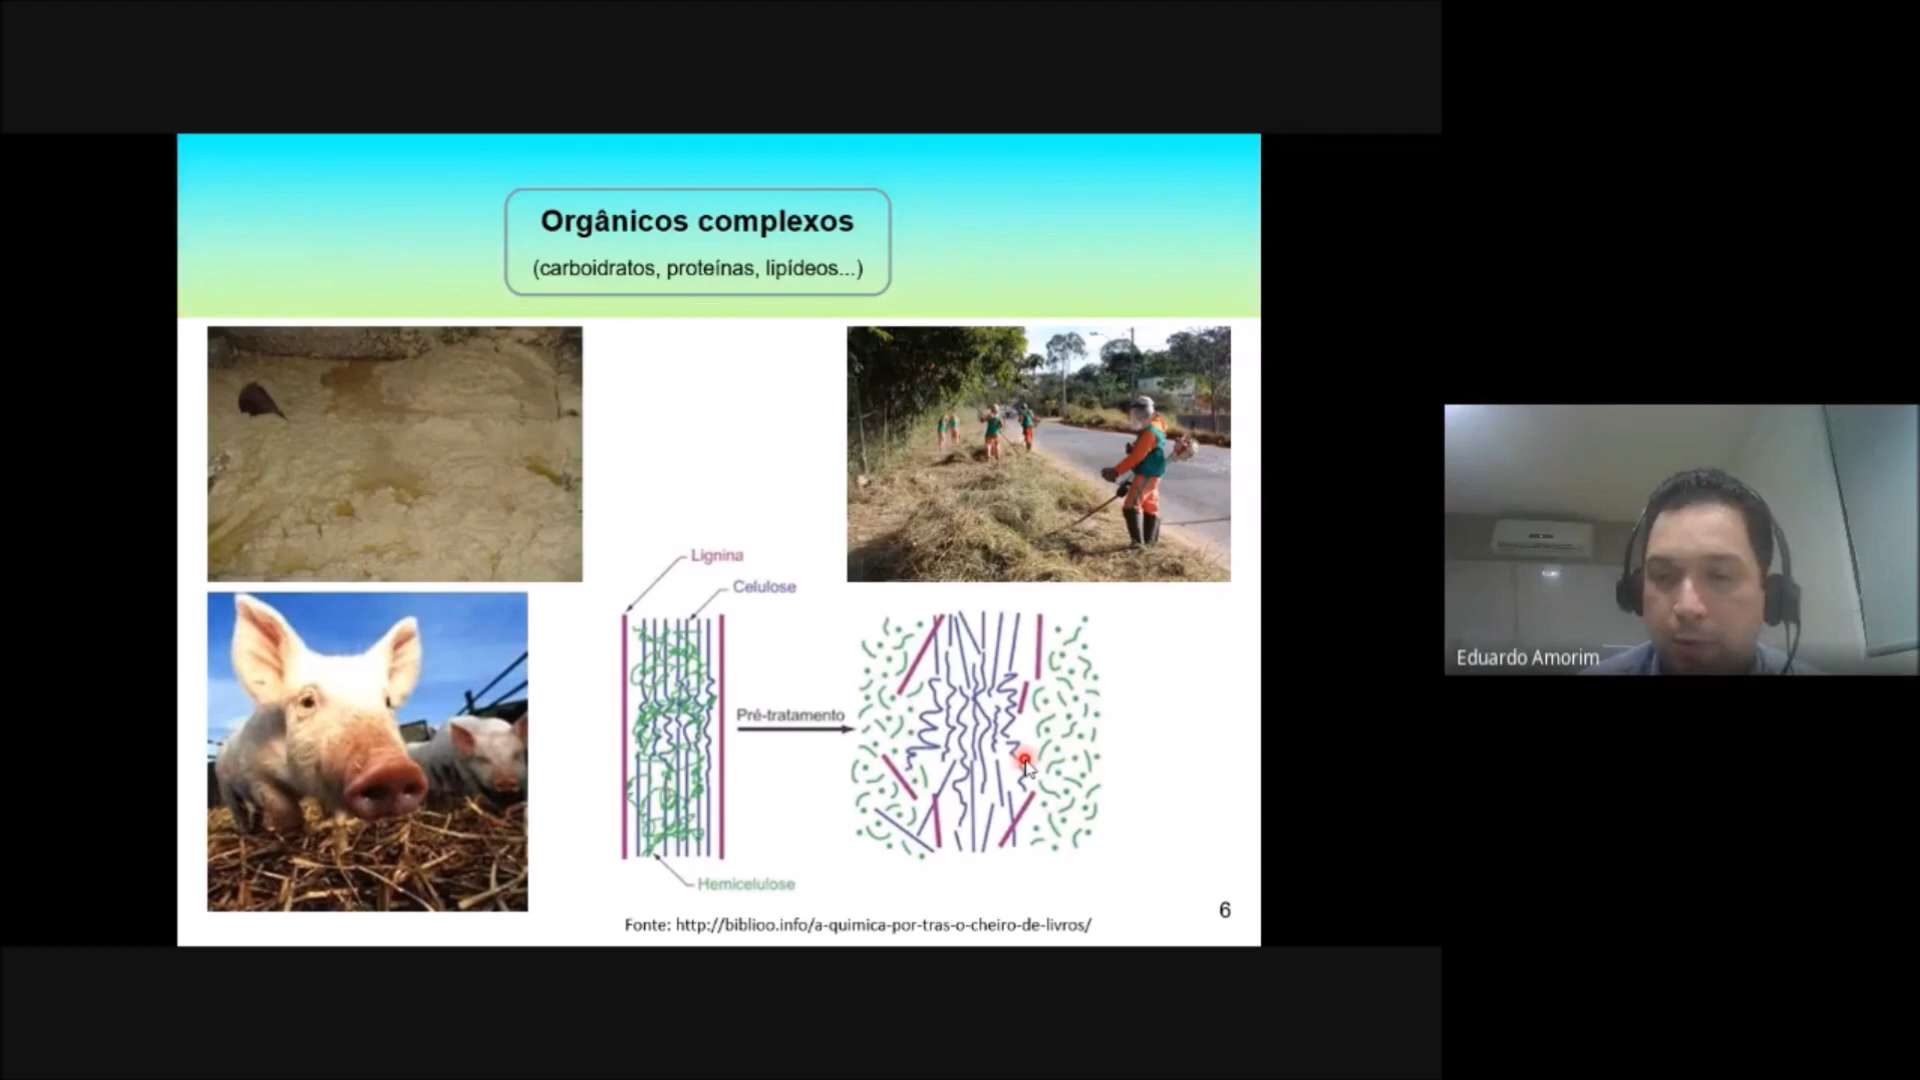 Orgânicos complexos
(carboidratos, proteínas, lipídeos...)
Lignina
Celulose
Pré-tratamento
Hemicelulose
Fonte: http://biblioo.info/a-quimica-por-tras-o-cheiro-de-livros/
6
Eduardo Amorim